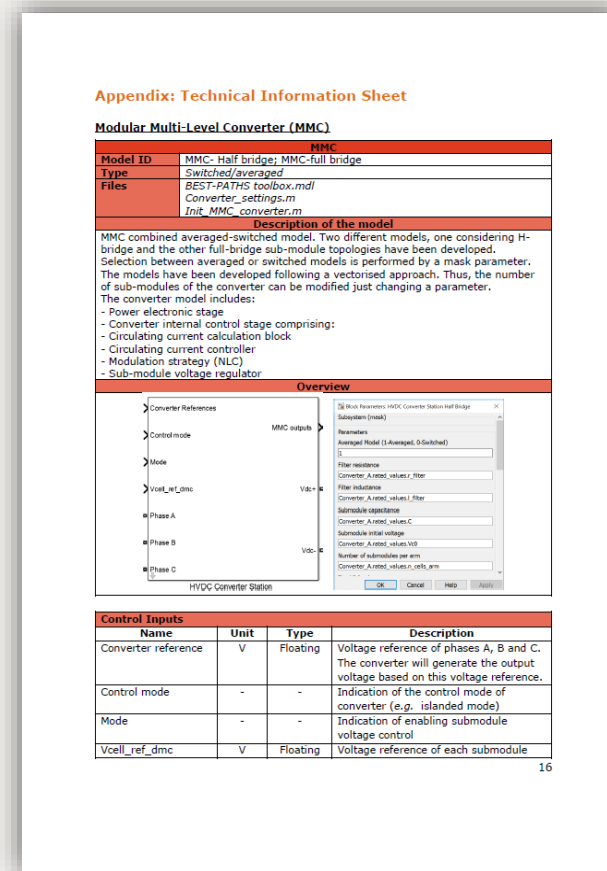 Appendix: Technical Information Sheet
Modular Multi-Level Converter (MMC)
MMC
Model ID MMC- Half bridge; MMC-full bridge
Type Switched/averaged
Files BEST-PATHS toolbox.mdl
Converter_settings.m
Init_MMC_converter.m
Description of the model
MMC combined averaged-switched model. Two different models, one considering H-
bridge and the other full-bridge sub-module topologies have been developed.
Selection between averaged or switched models is performed by a mask parameter.
The models have been developed following a vectorised approach. Thus, the number
of sub-modules of the converter can be modified just changing a parameter.
The converter model includes:
- Power electronic stage
- Converter internal control stage comprising:
- Circulating current calculation block
- Circulating current controller
- Modulation strategy (NLC)
- Sub-module voltage regulator
Overview
Converter References
Control mode
Mode
Vcell_ref_dmc
Phase A
Phase B
Phase C
MMC outputs
Vdc+
Vdc-
HVDC Converter Station
Block Parameters: HVDC Converter Station Half Bridge
Subsystem (mask)
Parameters
Averaged Model (1-Averaged, 0-Switched)
1
Filter resistance
Converter_A.rated_values.r_filter
Filter inductance
Converter_A.rated_values.l_filter
Submodule capacitance
Converter_A.rated_values.C
Submodule initial voltage
Converter_A.rated_values.Vc0
Number of submodules per arm
Converter_A.rated_values.n_cells_arm
OK Cancel Help Apply
Control Inputs
Name Unit Type Description
Converter reference V Floating Voltage reference of phases A, B and C.
The converter will generate the output
voltage based on this voltage reference.
Control mode - - Indication of the control mode of
converter (e.g. islanded mode)
Mode - - Indication of enabling submodule
voltage control
Vcell_ref_dmc V Floating Voltage reference of each submodule
16